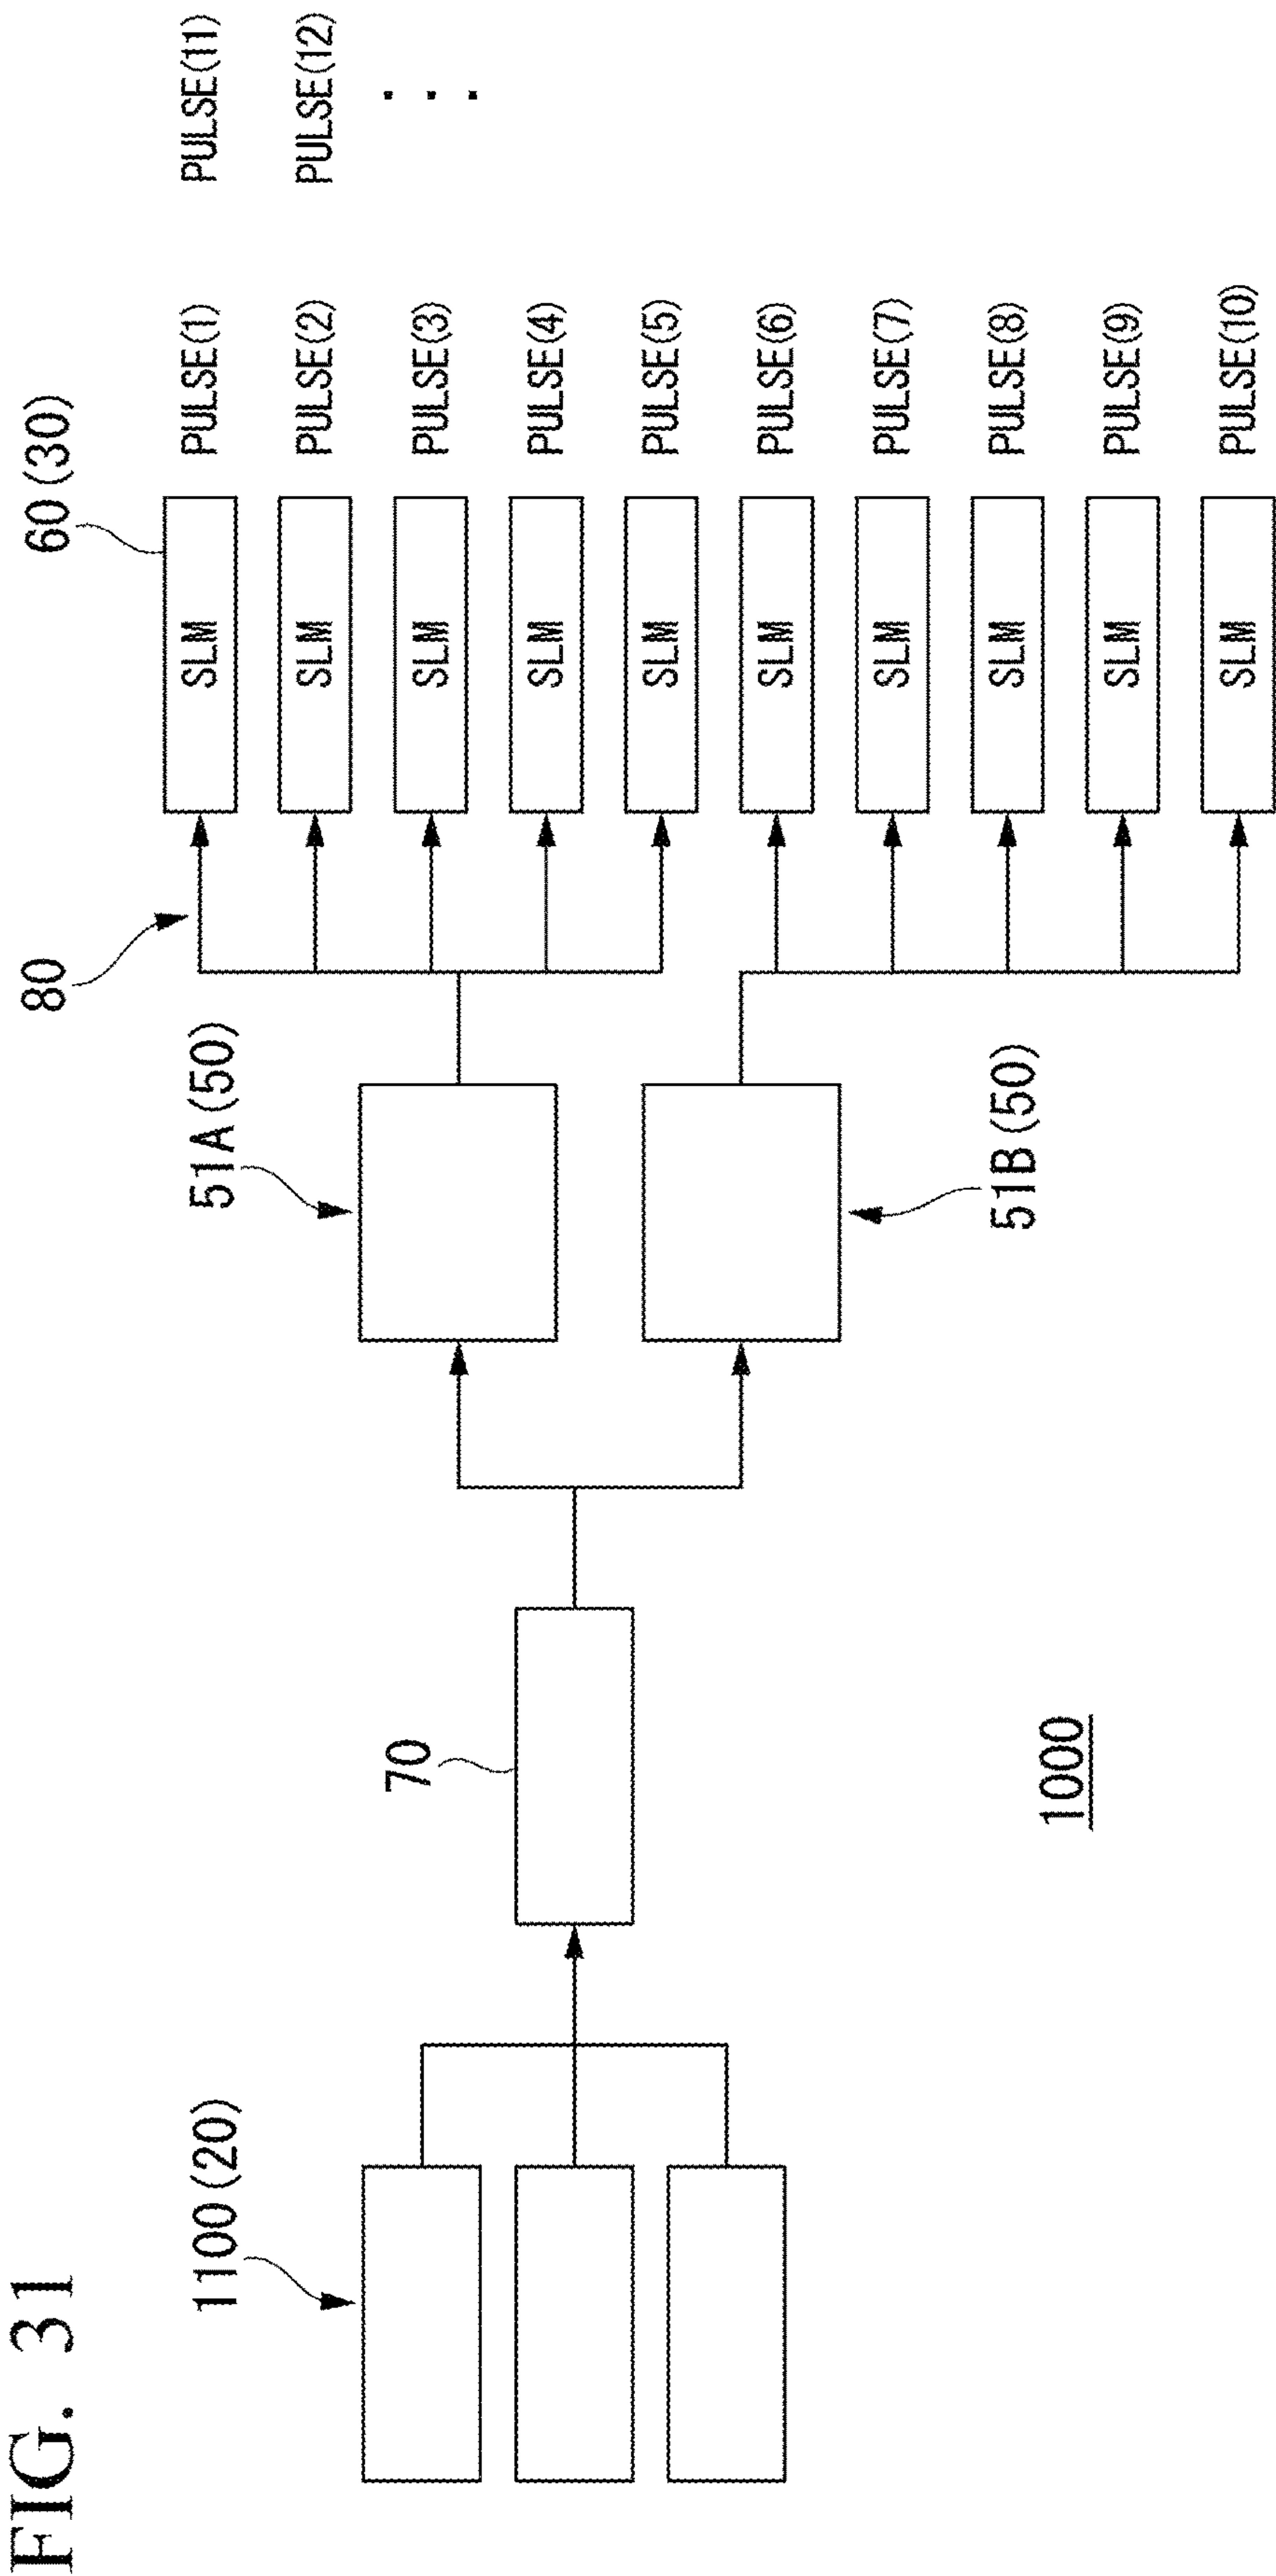 FIG. 31
1100 (20)
70
51A (50)
51B (50)
80
60 (30)
SLM PULSE(1) PULSE(11)
SLM PULSE(2) PULSE(12)
SLM PULSE(3)
SLM PULSE(4)
SLM PULSE(5)
SLM PULSE(6)
SLM PULSE(7)
SLM PULSE(8)
SLM PULSE(9)
SLM PULSE(10)
1000